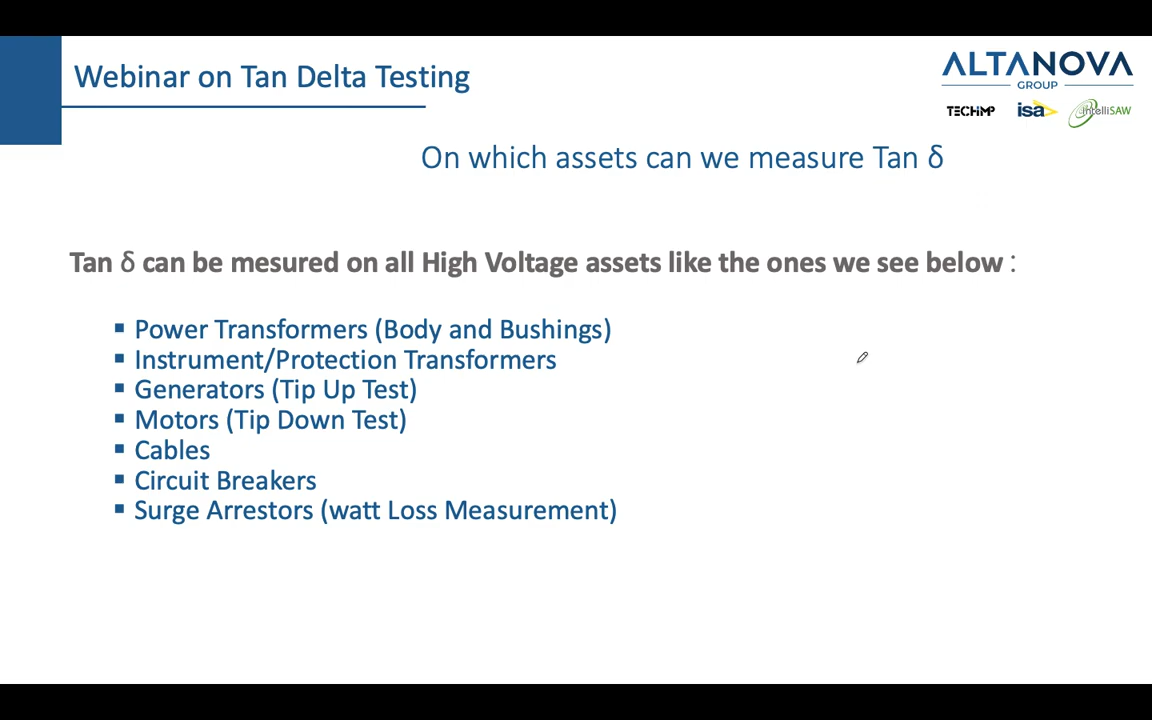 Webinar on Tan Delta Testing
ALTANOVA
GROUP
TECHIMP isa intelliSAW
On which assets can we measure Tan δ
Tan δ can be mesured on all High Voltage assets like the ones we see below :
▪ Power Transformers (Body and Bushings)
▪ Instrument/Protection Transformers
▪ Generators (Tip Up Test)
▪ Motors (Tip Down Test)
▪ Cables
▪ Circuit Breakers
▪ Surge Arrestors (watt Loss Measurement)